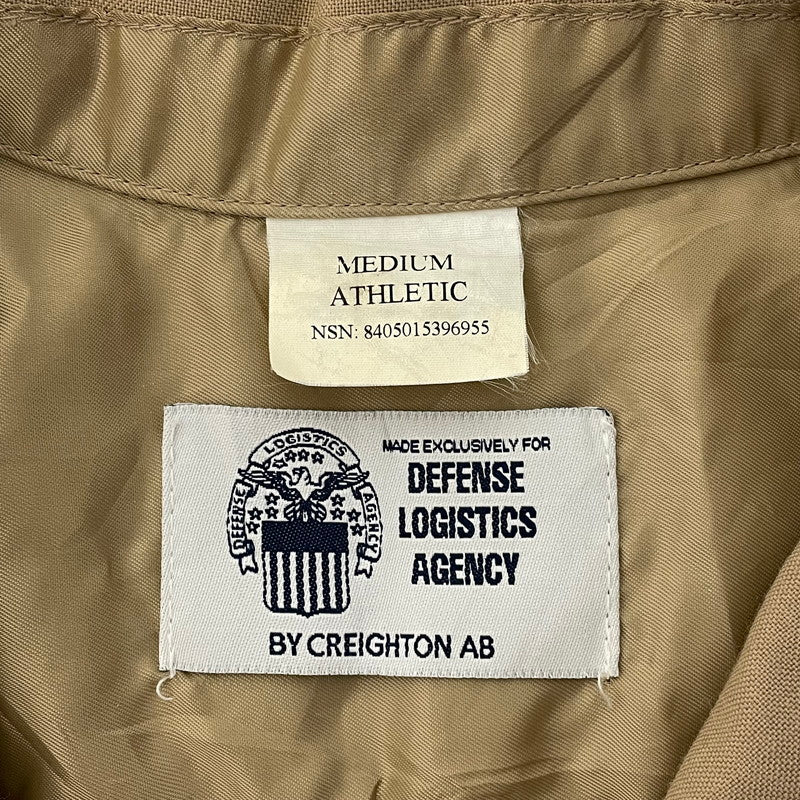 MEDIUM
ATHLETIC
NSN: 8405015396955
DEFENSE LOGISTICS AGENCY
MADE EXCLUSIVELY FOR
DEFENSE
LOGISTICS
AGENCY
BY CREIGHTON AB